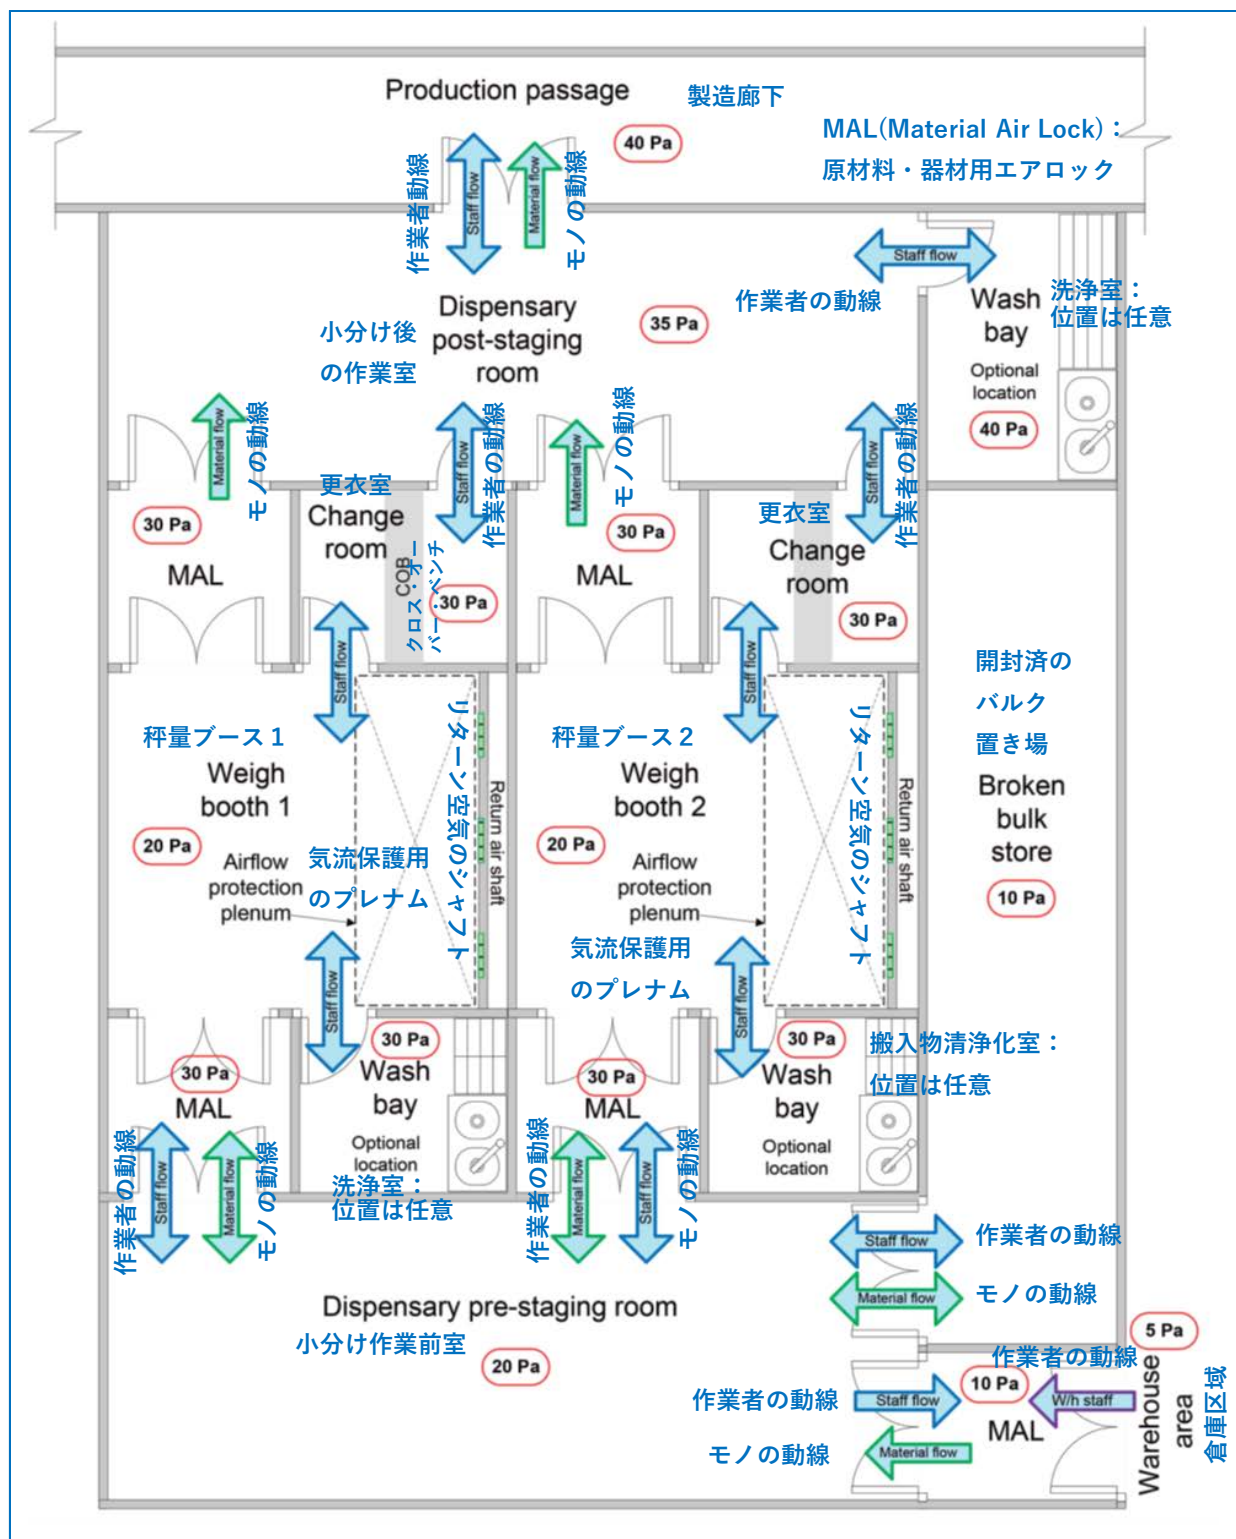 Production passage
製造廊下
40 Pa
MAL(Material Air Lock):
原材料・器材用エアロック
作業者動線
Staff flow
Material flow
モノの動線
Staff flow
作業者の動線
Dispensary
post-staging
room
小分け後
の作業室
35 Pa
Wash
bay
洗浄室：
位置は任意
Optional
location
40 Pa
Material flow
モノの動線
Staff flow
作業者の動線
Material flow
モノの動線
Staff flow
作業者の動線
30 Pa
MAL
更衣室
Change
room
COB
クロス・オー
バー・ベンチ
30 Pa
30 Pa
MAL
更衣室
Change
room
30 Pa
Staff flow
Staff flow
秤量ブース１
Weigh
booth 1
20 Pa
Airflow
protection
plenum
気流保護用
のプレナム
リターン空気のシャフト
Return air shaft
秤量ブース２
Weigh
booth 2
20 Pa
Airflow
protection
plenum
気流保護用
のプレナム
リターン空気のシャフト
Return air shaft
開封済の
バルク
置き場
Broken
bulk
store
10 Pa
Staff flow
Staff flow
30 Pa
MAL
30 Pa
Wash
bay
Optional
location
洗浄室：
位置は任意
30 Pa
MAL
30 Pa
Wash
bay
Optional
location
搬入物清浄化室：
位置は任意
作業者の動線
Staff flow
Material flow
モノの動線
作業者の動線
Material flow
Staff flow
モノの動線
Staff flow
作業者の動線
Material flow
モノの動線
Dispensary pre-staging room
小分け作業前室
20 Pa
5 Pa
作業者の動線
10 Pa
作業者の動線
Staff flow
W/h staff
MAL
モノの動線
Material flow
Warehouse
area
倉庫区域